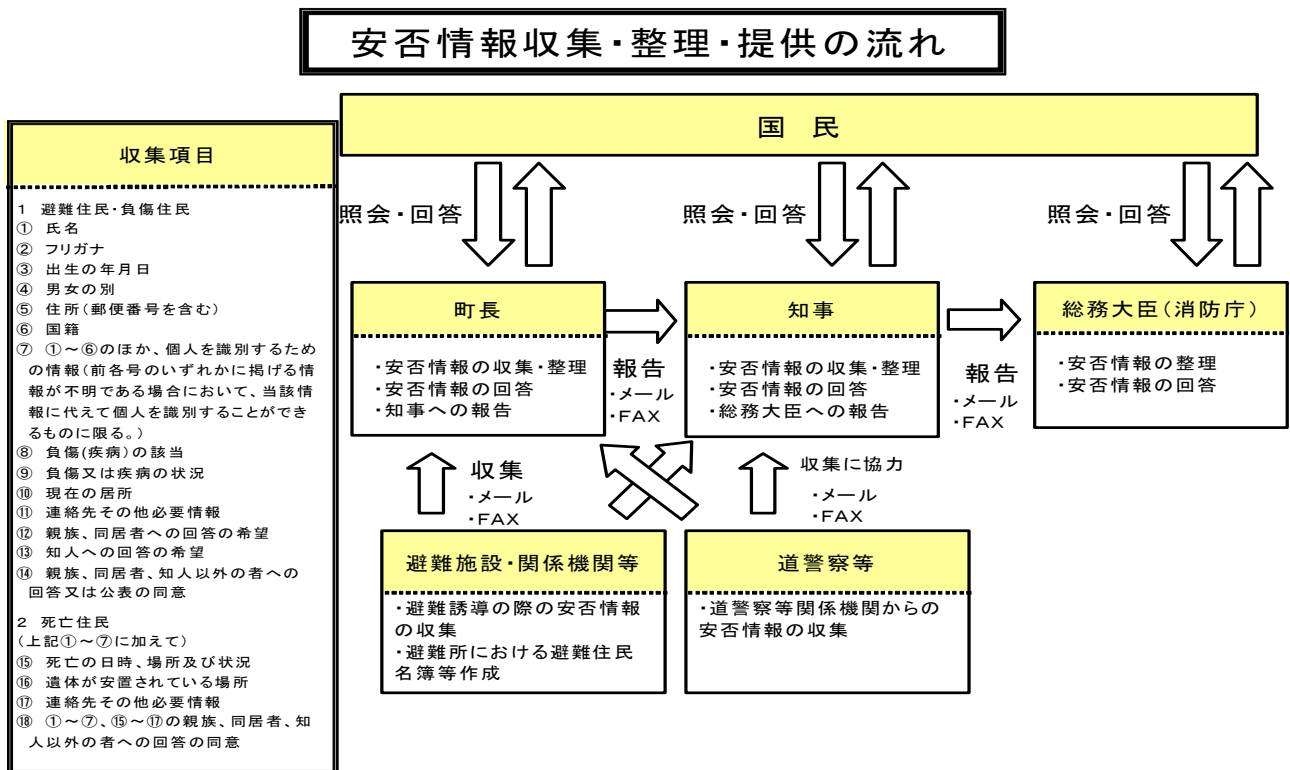 安否情報収集・整理・提供の流れ
国　民
収集項目
1　避難住民・負傷住民
①　氏名
②　フリガナ
③　出生の年月日
④　男女の別
⑤　住所（郵便番号を含む）
⑥　国籍
⑦　①～⑥のほか、個人を識別するため
の情報（前各号のいずれかに掲げる情
報が不明である場合において、当該情
報に代えて個人を識別することができ
るものに限る。）
⑧　負傷(疾病)の該当
⑨　負傷又は疾病の状況
⑩　現在の居所
⑪　連絡先その他必要情報
⑫　親族、同居者への回答の希望
⑬　知人への回答の希望
⑭　親族、同居者、知人以外の者への
回答又は公表の同意
2　死亡住民
（上記①～⑦に加えて）
⑮　死亡の日時、場所及び状況
⑯　遺体が安置されている場所
⑰　連絡先その他必要情報
⑱　①～⑦、⑮～⑰の親族、同居者、知
人以外の者への回答の同意
照会・回答
照会・回答
照会・回答
町長
・安否情報の収集・整理
・安否情報の回答
・知事への報告
報告
・メール
・FAX
知事
・安否情報の収集・整理
・安否情報の回答
・総務大臣への報告
報告
・メール
・FAX
総務大臣（消防庁）
・安否情報の整理
・安否情報の回答
収集
・メール
・FAX
収集に協力
・メール
・FAX
避難施設・関係機関等
・避難誘導の際の安否情報
の収集
・避難所における避難住民
名簿等作成
道警察等
・道警察等関係機関からの
安否情報の収集